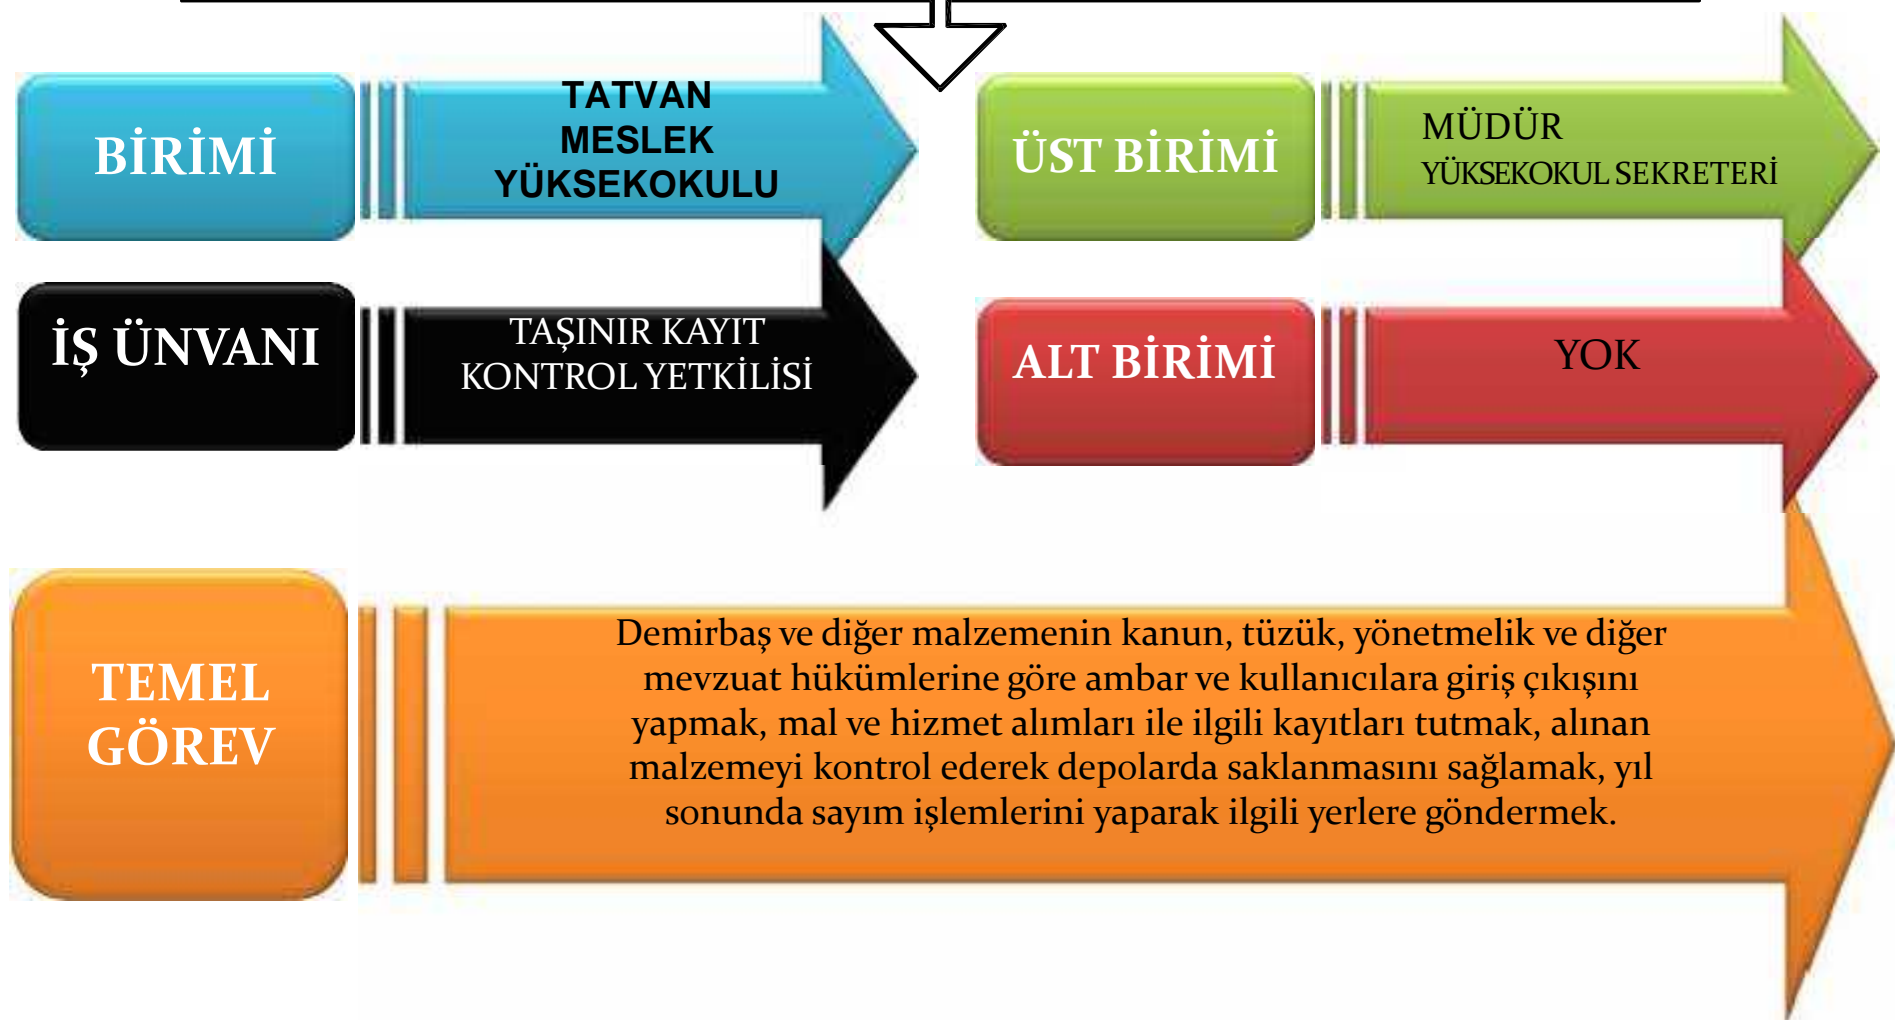 BİRİMİ
TATVAN
MESLEK
YÜKSEKOKULU
ÜST BİRİMİ
MÜDÜR
YÜKSEKOKUL SEKRETERİ
İŞ ÜNVANI
TAŞINIR KAYIT
KONTROL YETKİLİSİ
ALT BİRİMİ
YOK
TEMEL
GÖREV
Demirbaş ve diğer malzemenin kanun, tüzük, yönetmelik ve diğer
mevzuat hükümlerine göre ambar ve kullanıcılara giriş çıkışını
yapmak, mal ve hizmet alımları ile ilgili kayıtları tutmak, alınan
malzemeyi kontrol ederek depolarda saklanmasını sağlamak, yıl
sonunda sayım işlemlerini yaparak ilgili yerlere göndermek.